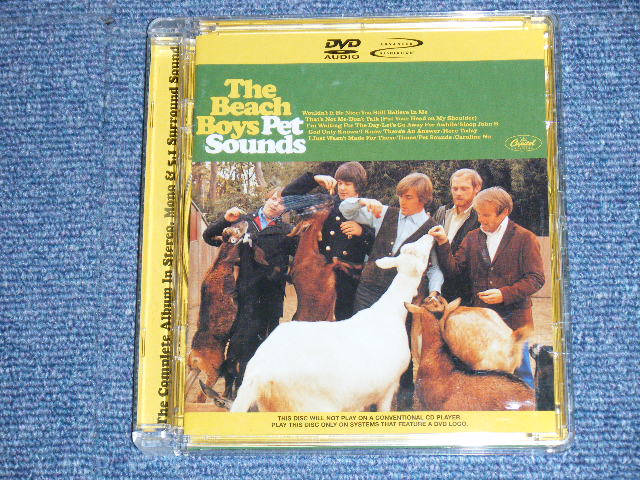 The Complete Album In Stereo, Mono & 5.1 Surround Sound
DVD
AUDIO
ADVANCED
RESOLUTION
The
Beach
Boys Pet
Sounds
Wouldn't It Be Nice/You Still Believe In Me
That's Not Me/Don't Talk (Put Your Head on My Shoulder)
I'm Waiting For The Day/Let's Go Away For Awhile/Sloop John B
God Only Knows/I Know There's An Answer/Here Today
I Just Wasn't Made For These Times/Pet Sounds/Caroline No
Capitol
THIS DISC WILL NOT PLAY ON A CONVENTIONAL CD PLAYER.
PLAY THIS DISC ONLY ON SYSTEMS THAT FEATURE A DVD LOGO.